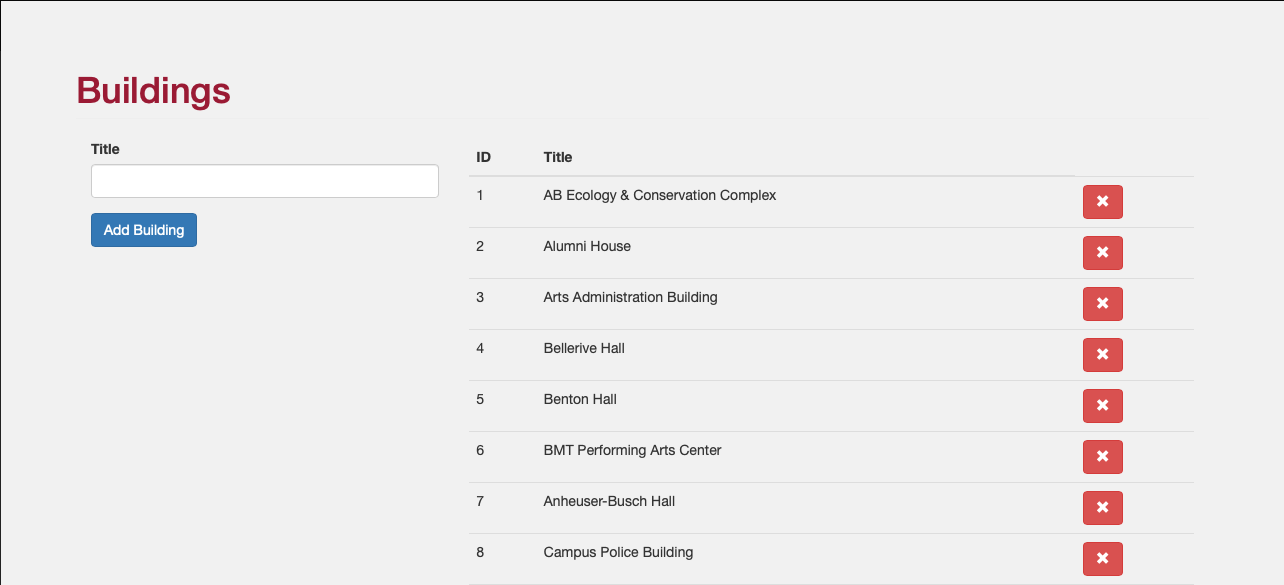 Buildings
Title
Add Building
ID Title
1 AB Ecology & Conservation Complex
2 Alumni House
3 Arts Administration Building
4 Bellerive Hall
5 Benton Hall
6 BMT Performing Arts Center
7 Anheuser-Busch Hall
8 Campus Police Building